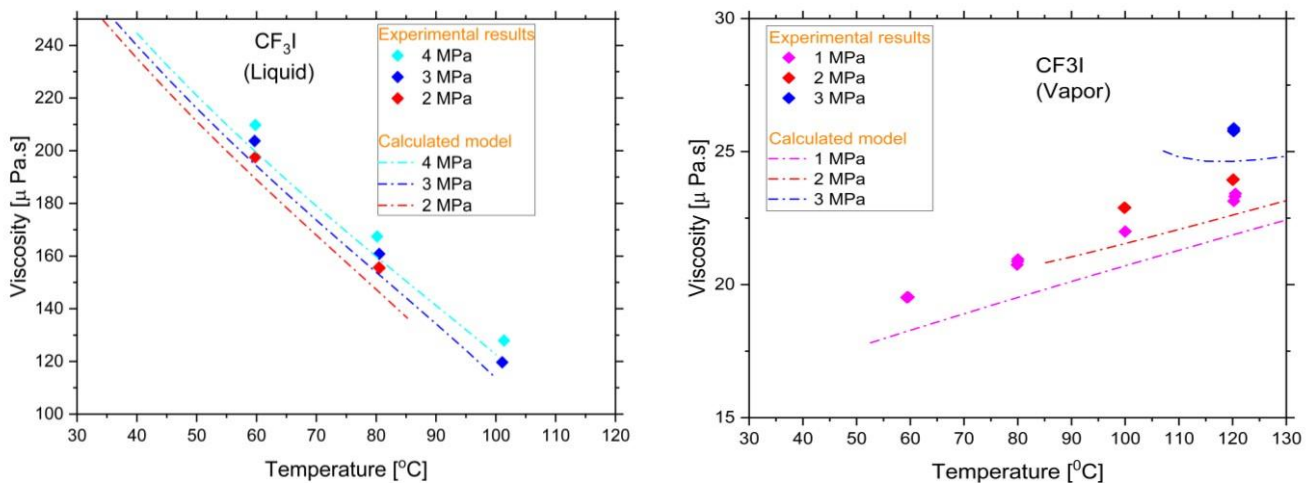 CF3I
(Liquid)
Experimental results
4 MPa
3 MPa
2 MPa
Calculated model
4 MPa
3 MPa
2 MPa
Viscosity [μ Pa.s]
240
220
200
180
160
140
120
100
30 40 50 60 70 80 90 100 110 120
Temperature [oC]
Experimental results
1 MPa
2 MPa
3 MPa
Calculated model
1 MPa
2 MPa
3 MPa
CF3I
(Vapor)
Viscosity [μ Pa.s]
30
25
20
15
30 40 50 60 70 80 90 100 110 120 130
Temperature [0C]